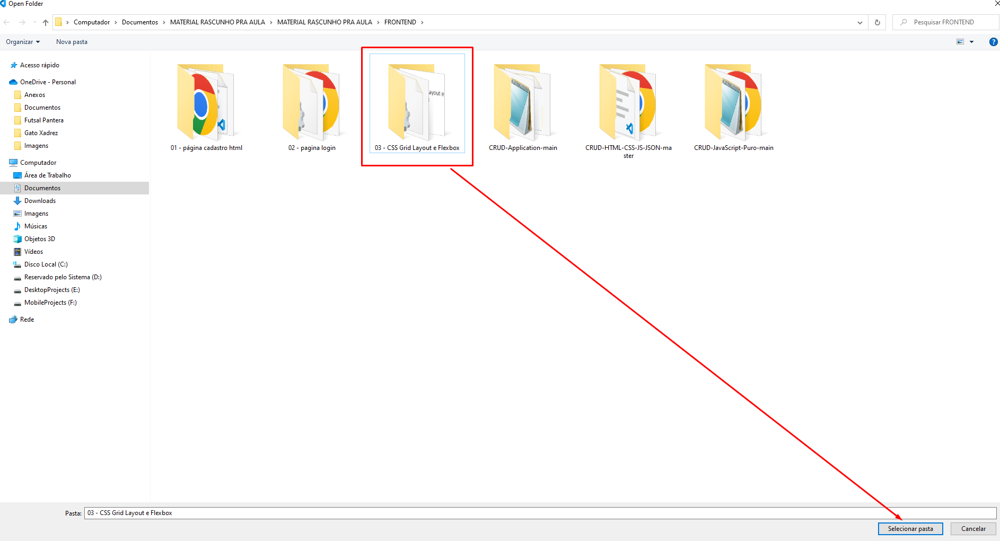 Open Folder
Computador > Documentos > MATERIAL RASCUNHO PRA AULA > MATERIAL RASCUNHO PRA AULA > FRONTEND >
Pesquisar FRONTEND
Organizar
Nova pasta
Acesso rápido
OneDrive - Personal
Anexos
Documentos
Futsal Pantera
Gato Xadrez
Imagens
Computador
Área de Trabalho
Documentos
Downloads
Imagens
Músicas
Objetos 3D
Vídeos
Disco Local (C:)
Reservado pelo Sistema (D:)
DesktopProjects (E:)
MobileProjects (F:)
Rede
01 - página cadastro html
02 - pagina login
ayout e
03 - CSS Grid Layout e Flexbox
CRUD-Application-main
CRUD-HTML-CSS-JS-JSON-ma
ster
CRUD-JavaScript-Puro-main
Pasta: 03 - CSS Grid Layout e Flexbox
Selecionar pasta
Cancelar